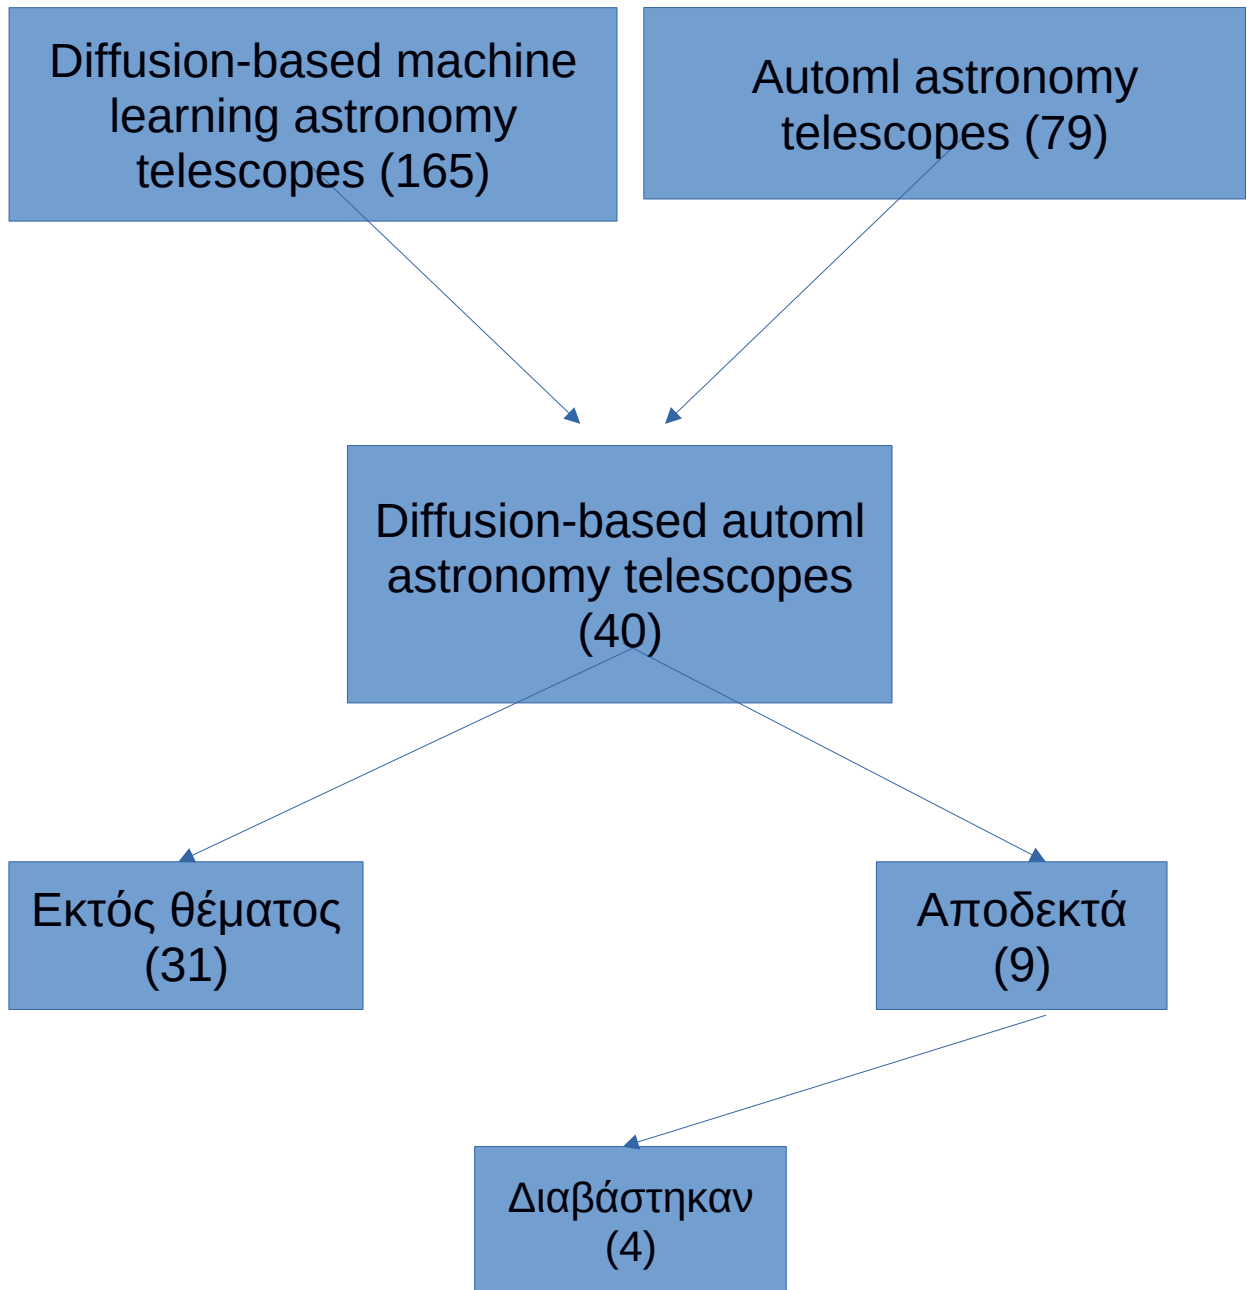 Diffusion-based machine
learning astronomy
telescopes (165)
Automl astronomy
telescopes (79)
Diffusion-based automl
astronomy telescopes
(40)
Εκτός θέματος
(31)
Αποδεκτά
(9)
Διαβάστηκαν
(4)